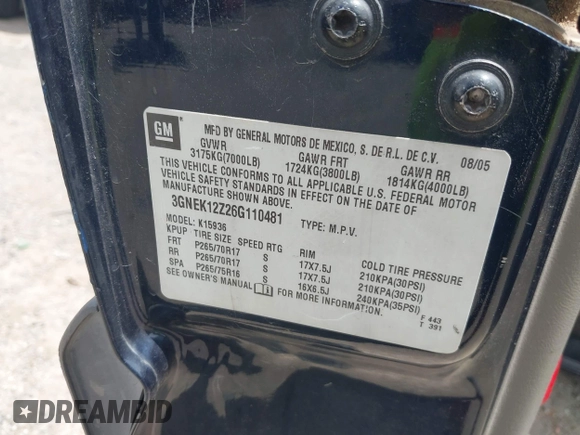 GM
MFD BY GENERAL MOTORS DE MEXICO, S. DE R.L. DE C.V. 08/05
GVWR GAWR FRT GAWR RR
3175KG(7000LB) 1724KG(3800LB) 1814KG(4000LB)
THIS VEHICLE CONFORMS TO ALL APPLICABLE U.S. FEDERAL MOTOR
VEHICLE SAFETY STANDARDS IN EFFECT ON THE DATE OF
MANUFACTURE SHOWN ABOVE.
3GNEK12Z26G110481 TYPE: M.P.V.
MODEL: K15936
KPUP TIRE SIZE SPEED RTG RIM COLD TIRE PRESSURE
FRT P265/70R17 S 17X7.5J 210KPA(30PSI)
RR P265/70R17 S 17X7.5J 210KPA(30PSI)
SPA P265/75R16 S 16X6.5J 240KPA(35PSI)
SEE OWNER'S MANUAL FOR MORE INFORMATION.
F 443
T 391
DREAMBID